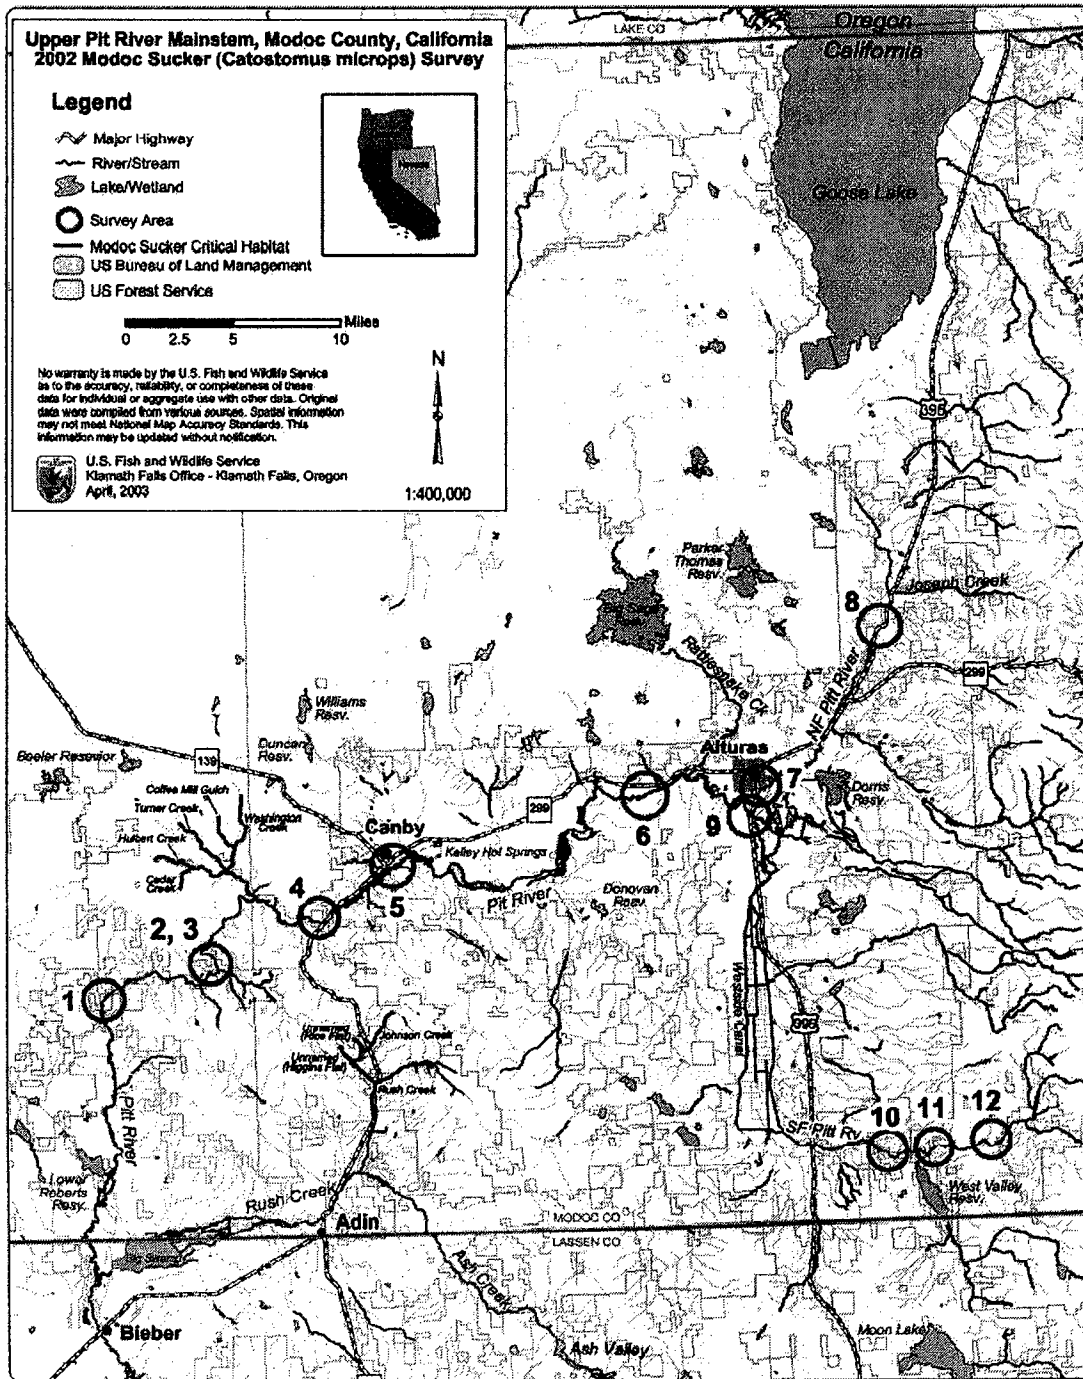 Upper Pit River Mainstem, Modoc County, California
2002 Modoc Sucker (Catostomus microps) Survey
Legend
Major Highway
River/Stream
Lake/Wetland
Survey Area
Modoc Sucker Critical Habitat
US Bureau of Land Management
US Forest Service
Miles
0 2.5 5 10
No warranty is made by the U.S. Fish and Wildlife Service
as to the accuracy, reliability, or completeness of these
data for individual or aggregate use with other data. Original
data were compiled from various sources. Spatial information
may not meet National Map Accuracy Standards. This
information may be updated without notification.
N
U.S. Fish and Wildlife Service
Klamath Falls Office - Klamath Falls, Oregon
April, 2003
1:400,000
LAKE CO
Oregon
California
Goose Lake
395
Parker
Thomas
Resv.
Joseph Creek
8
Rattlesnake Ck
NF Pitt River
299
Williams
Resv.
Duncan
Resv.
Beeler Resevior
139
Alturas
Coffee Mill Gulch
Turner Creek
Washington
Creek
Hulbert Creek
Cedar
Creek
Canby
299
Kelley Hot Springs
6
7
9
Dorris
Resv.
4
5
Pit River
Donovan
Resv.
2, 3
1
Westside Canal
395
Johnson Creek
Unnamed
(Higgins Flat)
Rush Creek
Pitt River
10
11
12
SF Pitt Rv
West Valley
Resv.
Lower
Roberts
Resv.
Rush Creek
Adin
MODOC CO
LASSEN CO
Ash Creek
Bieber
Ash Valley
Moon Lake